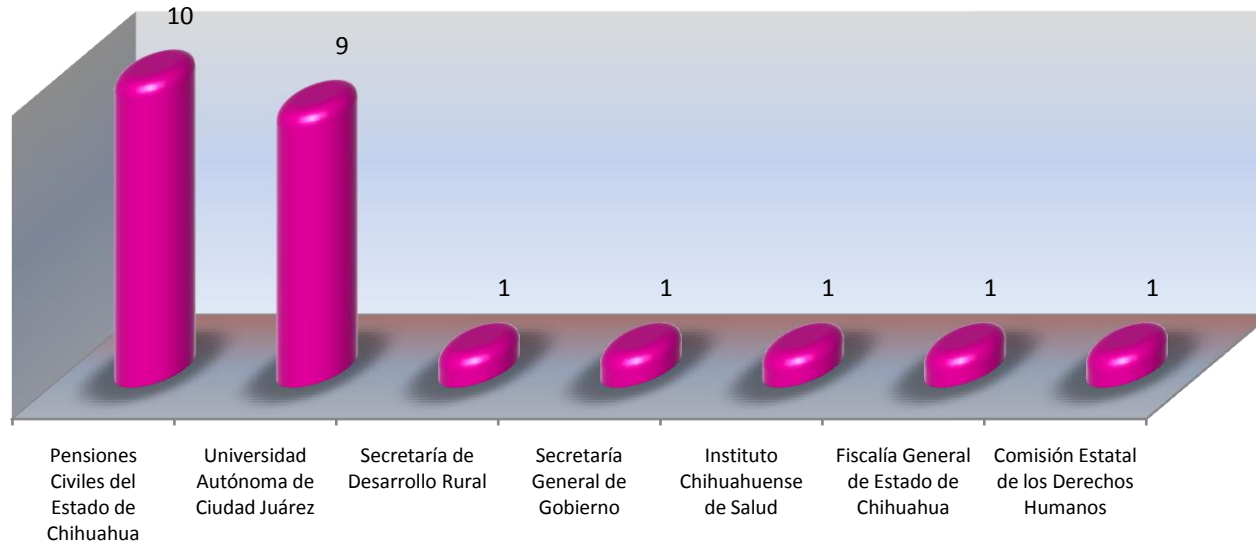 10
9
1
1
1
1
1
Pensiones
Civiles del
Estado de
Chihuahua
Universidad
Autónoma de
Ciudad Juárez
Secretaría de
Desarrollo Rural
Secretaría
General de
Gobierno
Instituto
Chihuahuense
de Salud
Fiscalía General
de Estado de
Chihuahua
Comisión Estatal
de los Derechos
Humanos